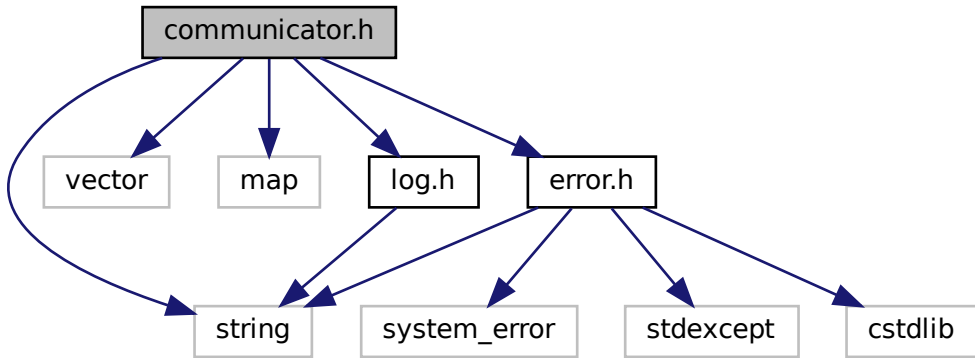 communicator.h
vector
map
log.h
error.h
string
system_error
stdexcept
cstdlib